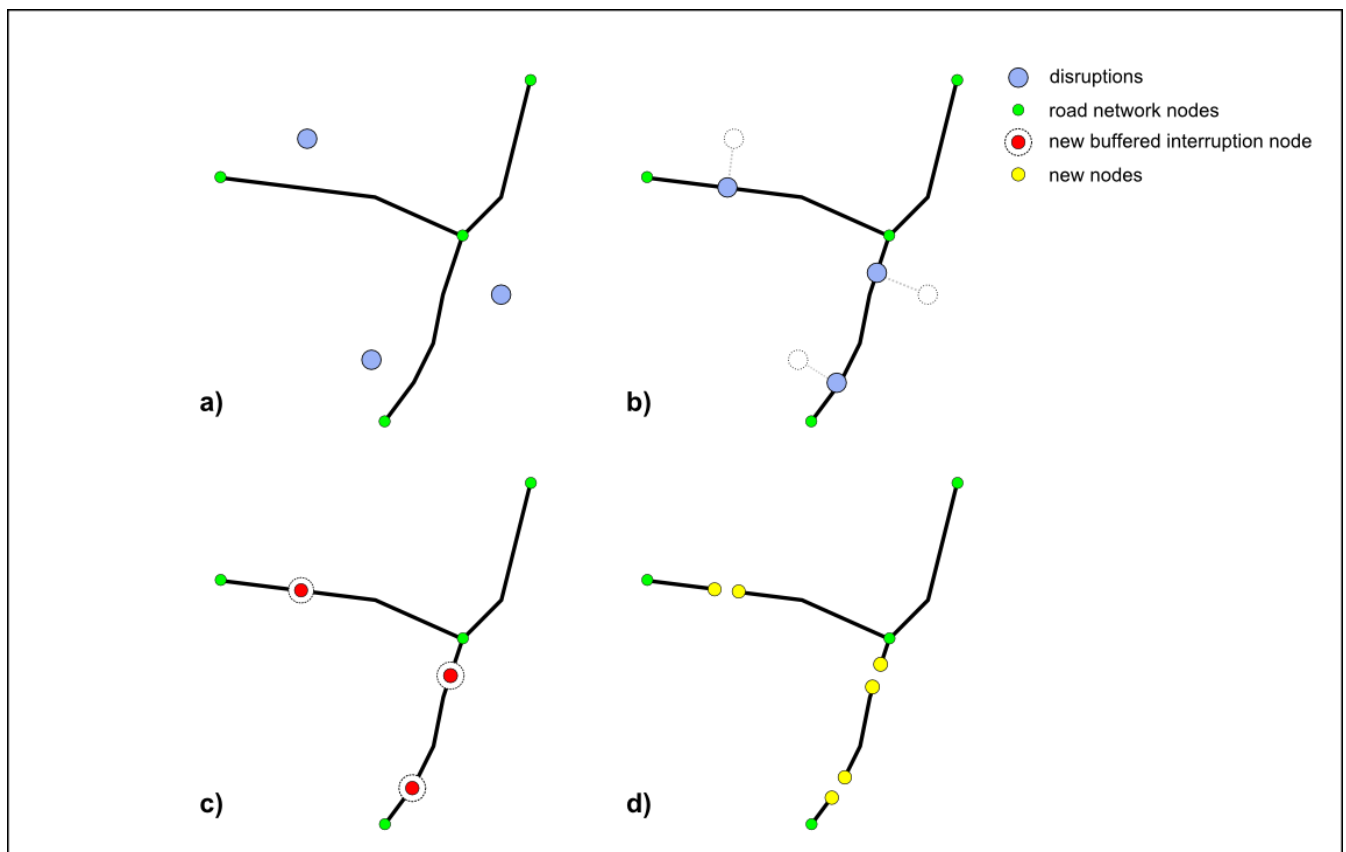 disruptions
road network nodes
new buffered interruption node
new nodes
a)
b)
c)
d)